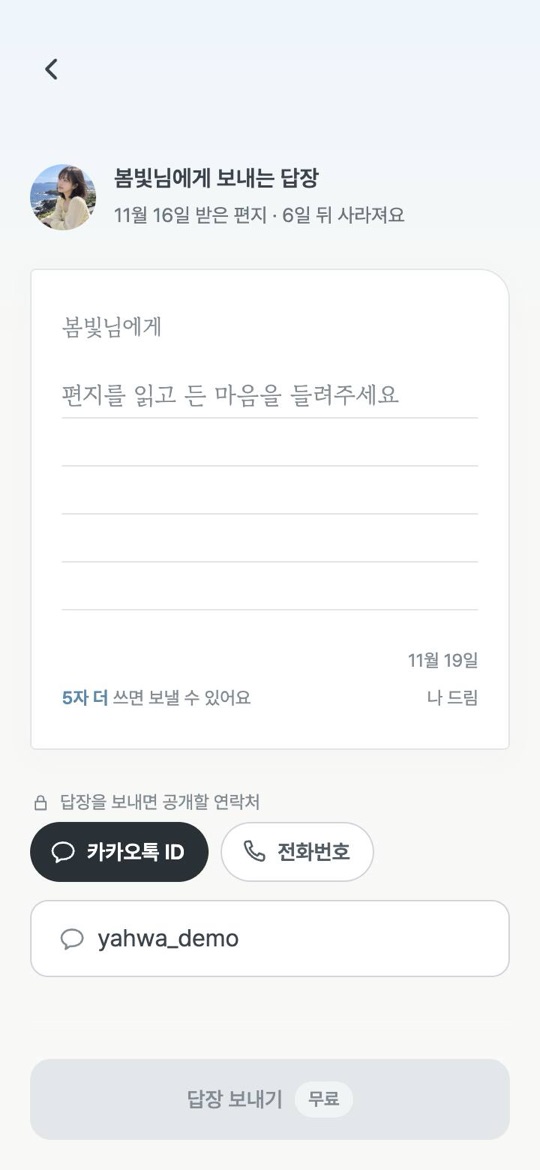 봄빛님에게 보내는 답장
11월 16일 받은 편지 · 6일 뒤 사라져요
봄빛님에게
편지를 읽고 든 마음을 들려주세요
11월 19일
5자 더 쓰면 보낼 수 있어요
나 드림
답장을 보내면 공개할 연락처
카카오톡 ID
전화번호
yahwa_demo
답장 보내기 무료